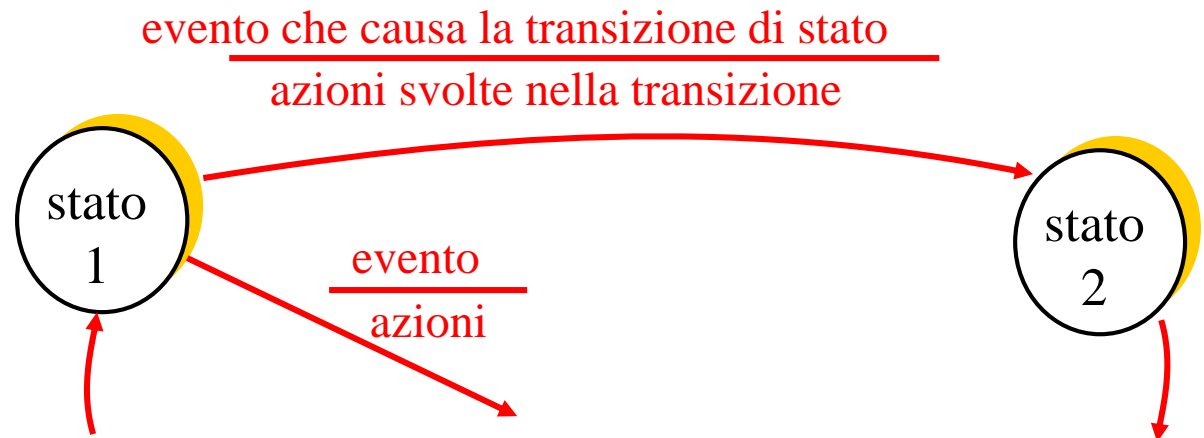 evento che causa la transizione di stato
azioni svolte nella transizione
stato
1
stato
2
evento
azioni